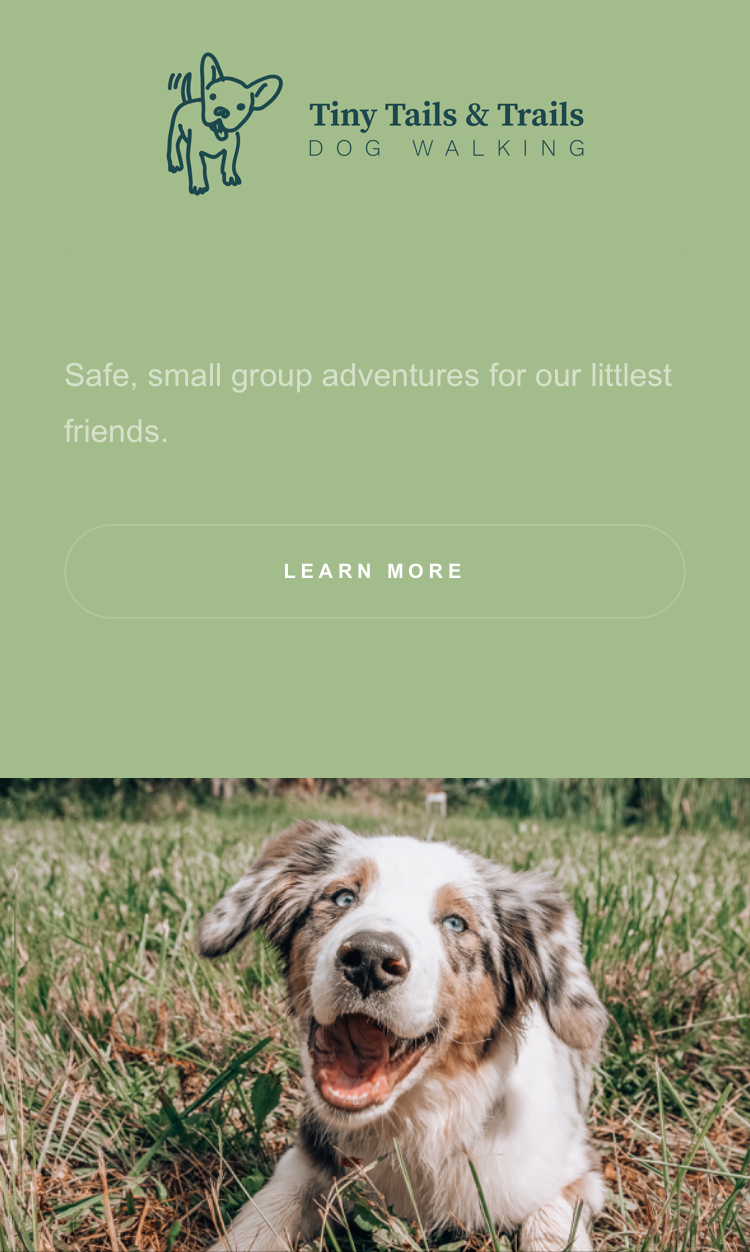 Tiny Tails & Trails
DOG WALKING
Safe, small group adventures for our littlest
friends.
LEARN MORE